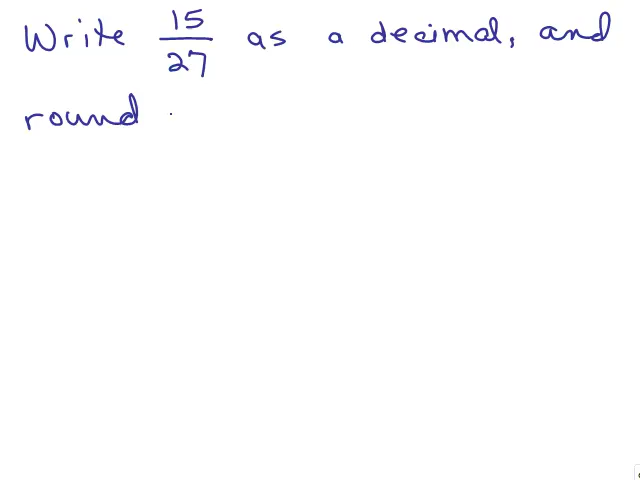 Write 15/27 as a decimal, and
round